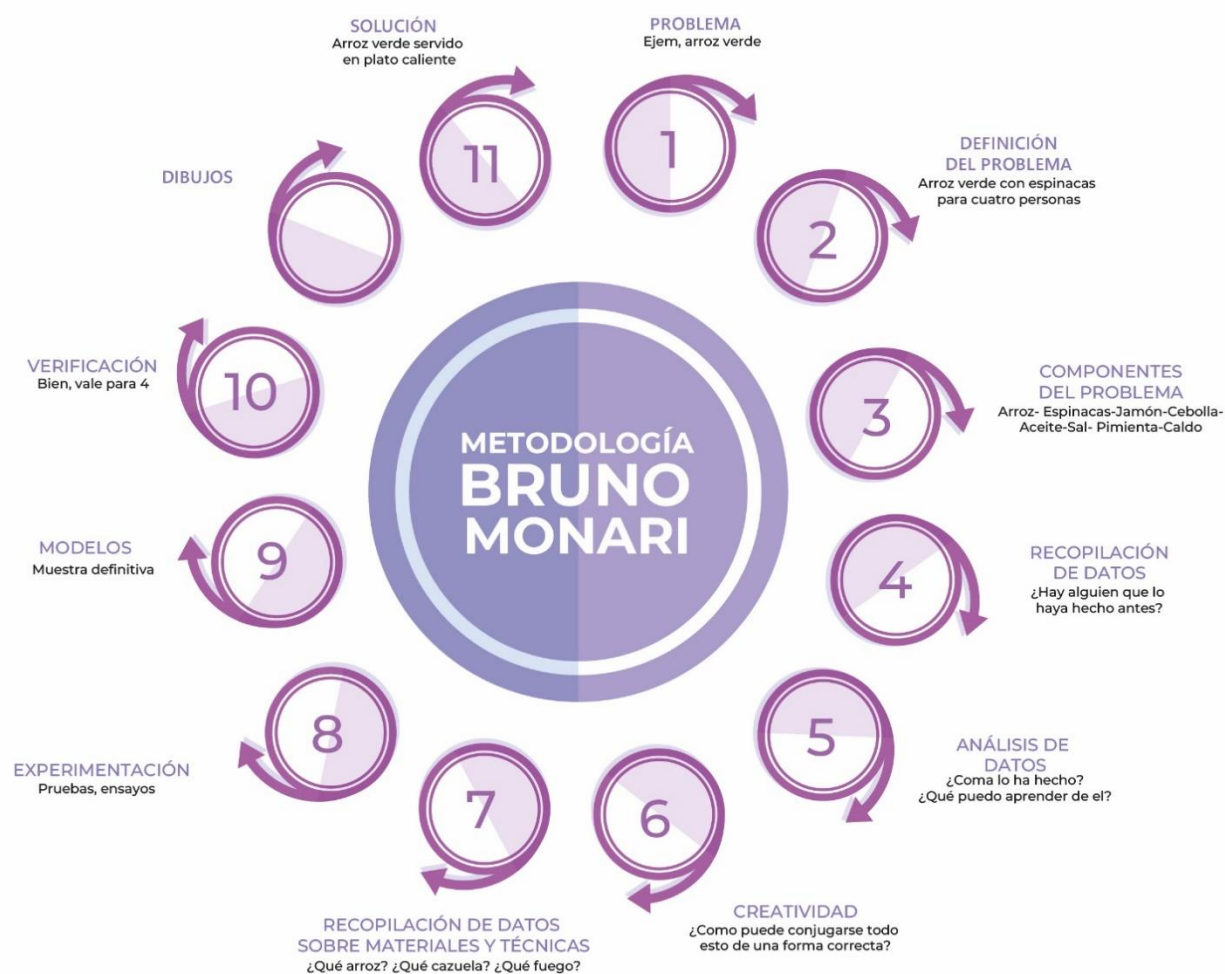 METODOLOGÍA
BRUNO
MONARI
1
PROBLEMA
Ejem, arroz verde
2
DEFINICIÓN
DEL PROBLEMA
Arroz verde con espinacas
para cuatro personas
3
COMPONENTES
DEL PROBLEMA
Arroz- Espinacas-Jamón-Cebolla-
Aceite-Sal- Pimienta-Caldo
4
RECOPILACIÓN
DE DATOS
¿Hay alguien que lo
haya hecho antes?
5
ANÁLISIS DE
DATOS
¿Coma lo ha hecho?
¿Qué puedo aprender de el?
6
CREATIVIDAD
¿Como puede conjugarse todo
esto de una forma correcta?
7
RECOPILACIÓN DE DATOS
SOBRE MATERIALES Y TÉCNICAS
¿Qué arroz? ¿Qué cazuela? ¿Qué fuego?
8
EXPERIMENTACIÓN
Pruebas, ensayos
9
MODELOS
Muestra definitiva
10
VERIFICACIÓN
Bien, vale para 4
DIBUJOS
11
SOLUCIÓN
Arroz verde servido
en plato caliente